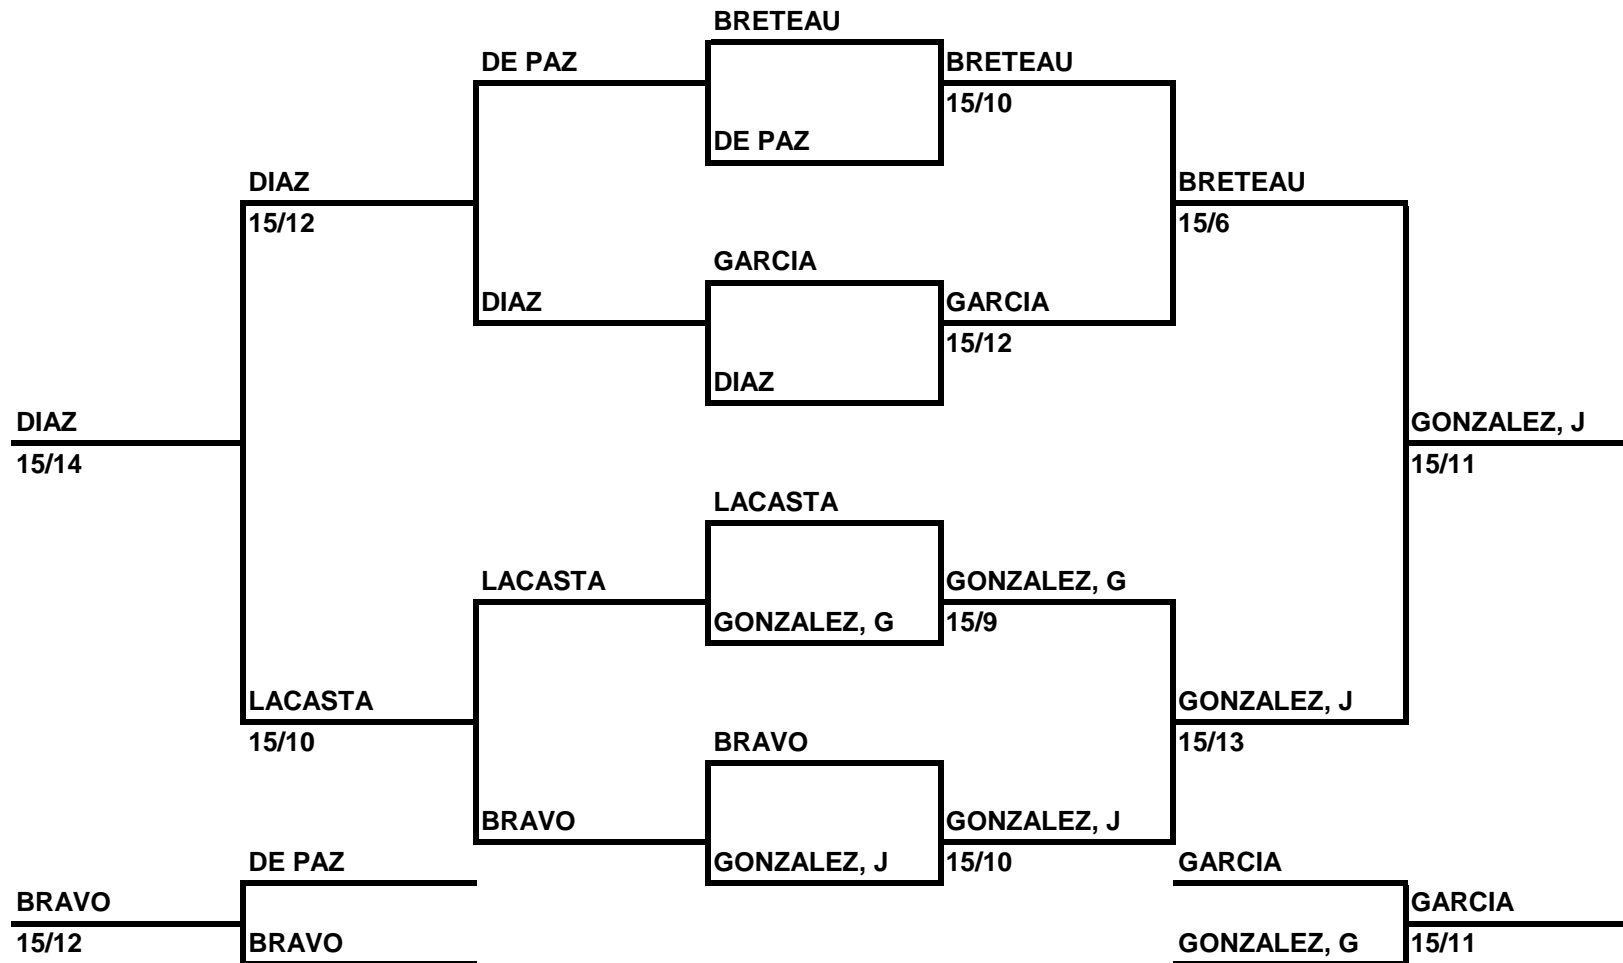 BRETEAU
DE PAZ BRETEAU
15/10
DE PAZ
DIAZ BRETEAU
15/12 15/6
GARCIA
DIAZ GARCIA
15/12
DIAZ
DIAZ GONZALEZ, J
15/14 15/11
LACASTA
LACASTA GONZALEZ, G
GONZALEZ, G 15/9
LACASTA GONZALEZ, J
15/10 BRAVO 15/13
BRAVO GONZALEZ, J
DE PAZ GONZALEZ, J 15/10 GARCIA
BRAVO GARCIA
15/12 BRAVO GONZALEZ, G 15/11